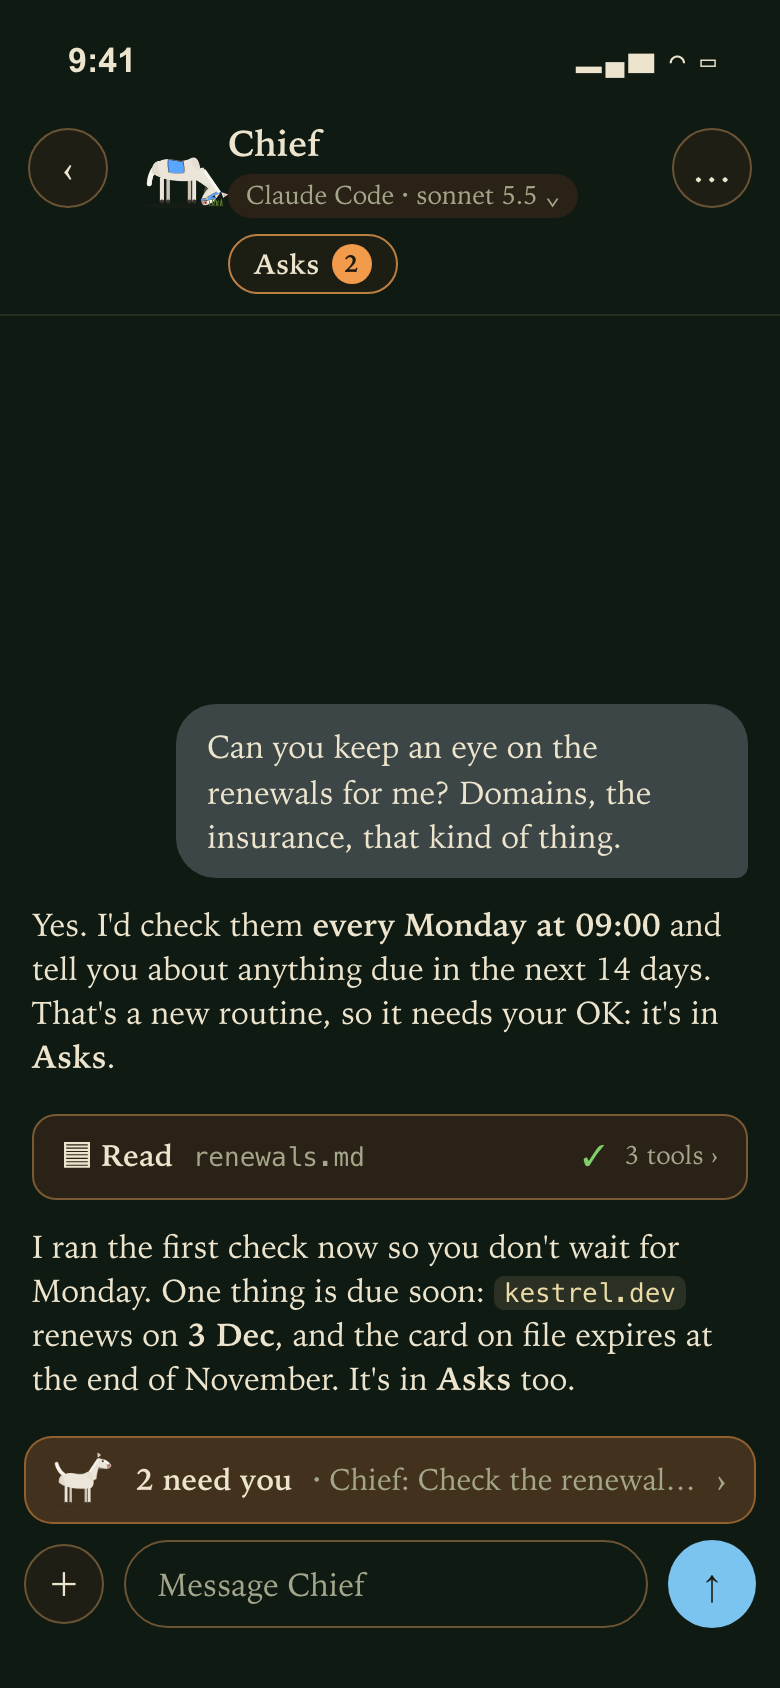 9:41
Chief
Claude Code · sonnet 5.5
Asks 2
Can you keep an eye on the
renewals for me? Domains, the
insurance, that kind of thing.
Yes. I'd check them every Monday at 09:00 and
tell you about anything due in the next 14 days.
That's a new routine, so it needs your OK: it's in
Asks.
Read renewals.md ✓ 3 tools ›
I ran the first check now so you don't wait for
Monday. One thing is due soon: kestrel.dev
renews on 3 Dec, and the card on file expires at
the end of November. It's in Asks too.
2 need you · Chief: Check the renewal... ›
Message Chief